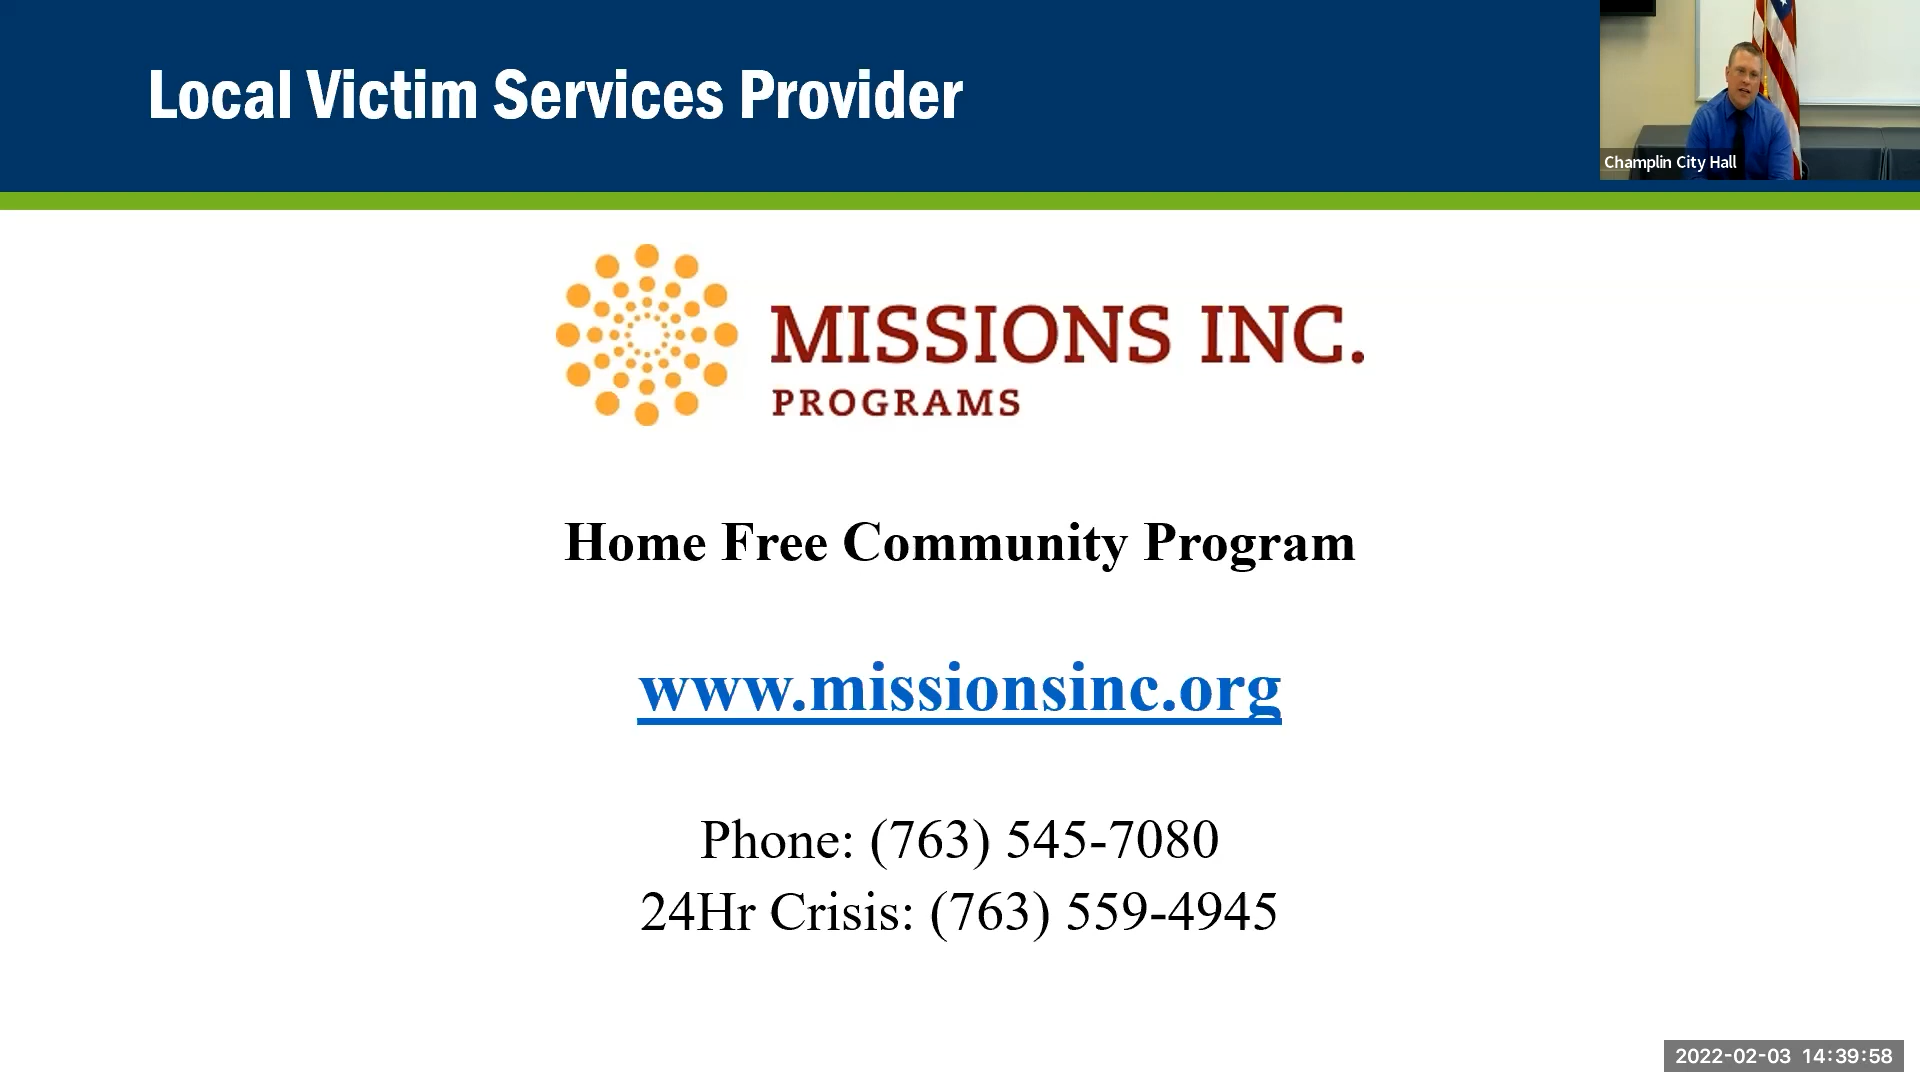 Local Victim Services Provider
Champlin City Hall
MISSIONS INC.
PROGRAMS
Home Free Community Program
www.missionsinc.org
Phone: (763) 545-7080
24Hr Crisis: (763) 559-4945
2022-02-03 14:39:58